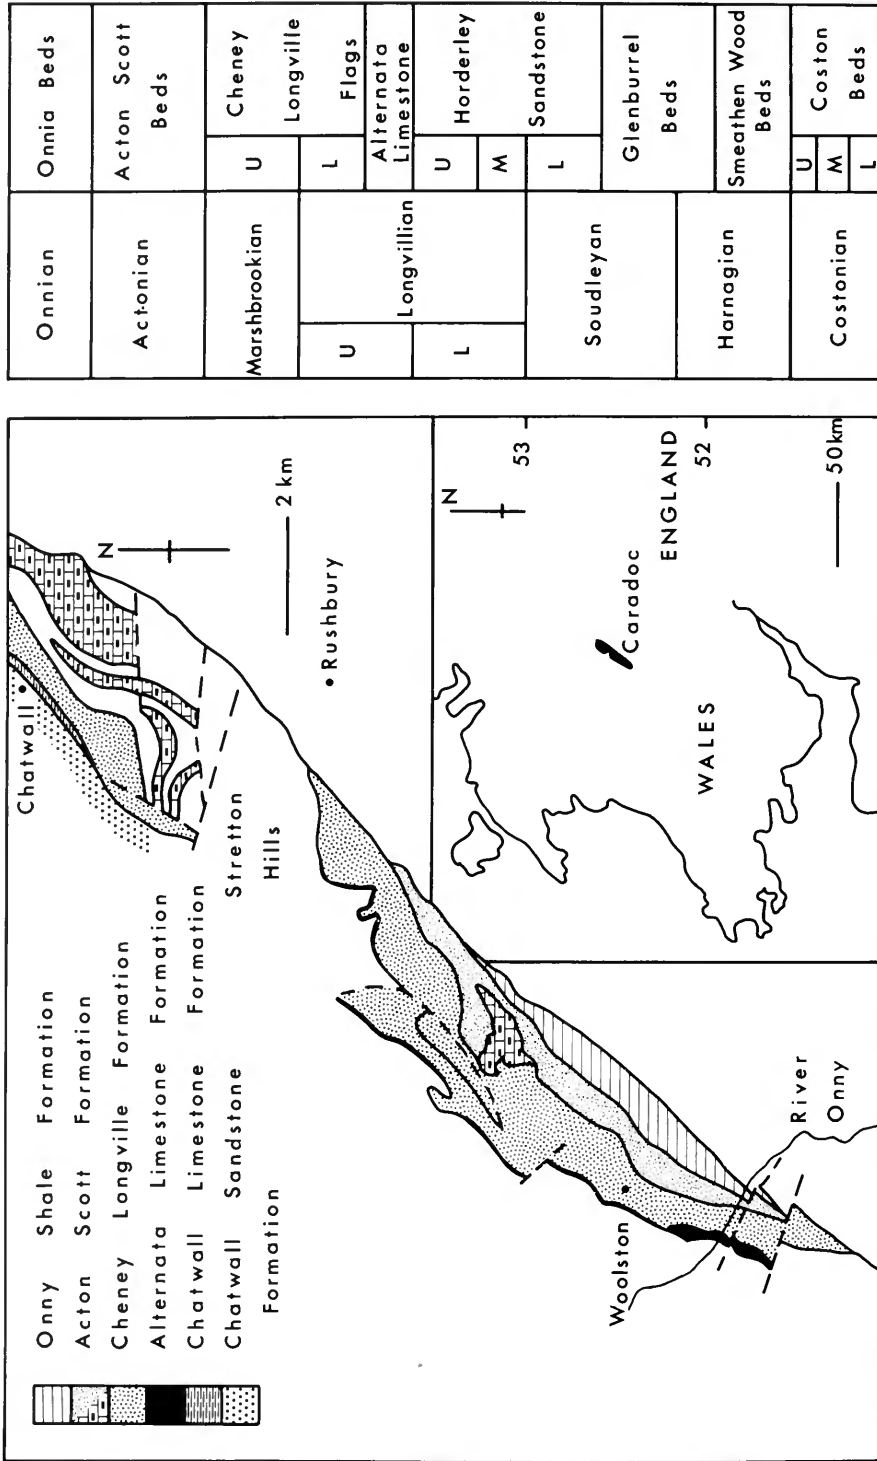 Onny Shale Formation
Acton Scott Formation
Cheney Longville Formation
Alternata Limestone Formation
Chatwall Limestone Formation
Chatwall Sandstone
Formation
Chatwall
N
2 km
Rushbury
Stretton
Hills
Woolston
River
Onny
N
53
52
ENGLAND
Caradoc
WALES
50km
Onnian
Onnia Beds
Actonian
Acton Scott
Beds
Marshbrookian
U
Cheney
Longville
Flags
U
L
Longvillian
L
Alternata
Limestone
U
M
L
Horderley
Sandstone
Soudleyan
Glenburrel
Beds
Harnagian
Smeathen Wood
Beds
Costonian
U
M
L
Coston
Beds